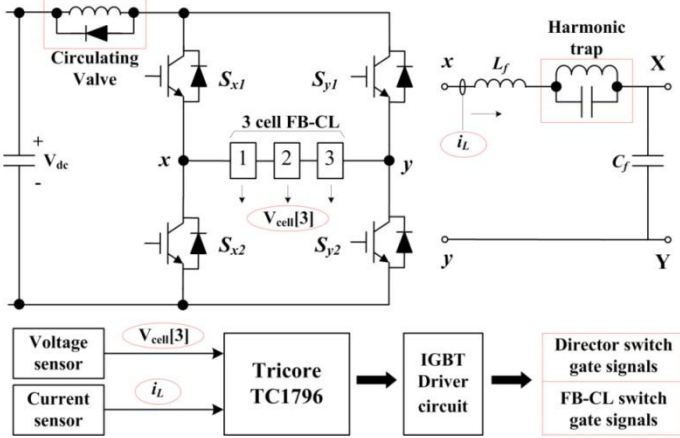 Circulating
Valve
Harmonic
trap
x
L_f
X
S_x1
S_y1
i_L
3 cell FB-CL
+
V_dc
-
x
1
2
3
y
C_f
V_cell[3]
S_x2
S_y2
y
Y
Voltage
sensor
V_cell[3]
Current
sensor
i_L
Tricore
TC1796
IGBT
Driver
circuit
Director switch
gate signals
FB-CL switch
gate signals